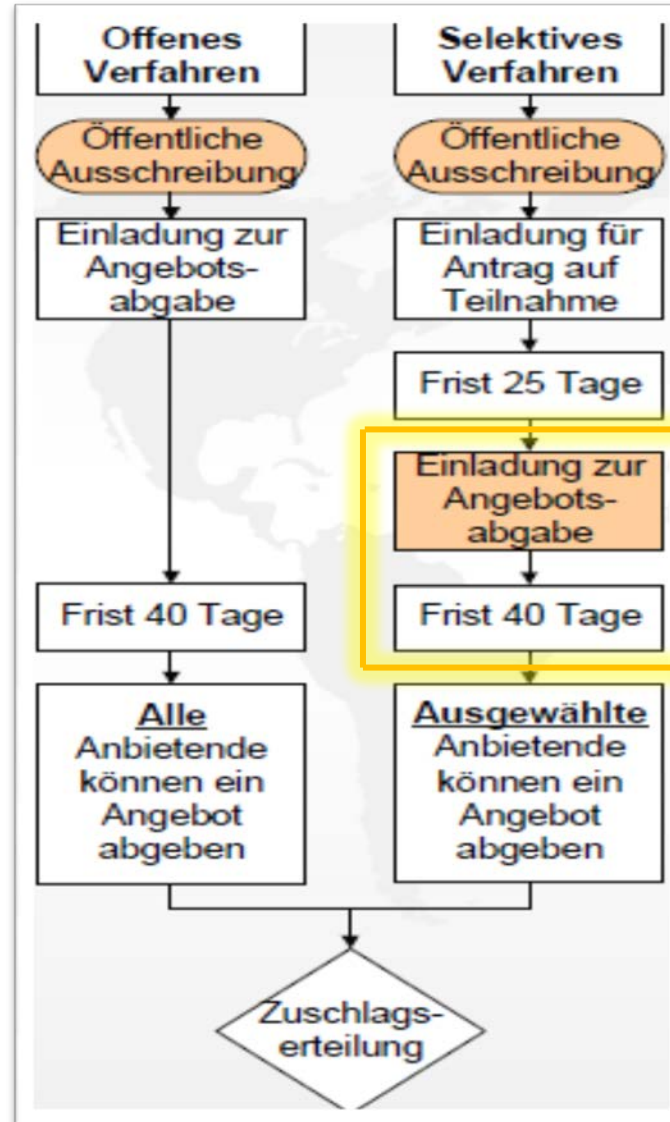 Offenes
Verfahren
Öffentliche
Ausschreibung
Einladung zur
Angebots-
abgabe
Frist 40 Tage
Alle
Anbietende
können ein
Angebot
abgeben
Selektives
Verfahren
Öffentliche
Ausschreibung
Einladung für
Antrag auf
Teilnahme
Frist 25 Tage
Einladung zur
Angebots-
abgabe
Frist 40 Tage
Ausgewählte
Anbietende
können ein
Angebot
abgeben
Zuschlags-
erteilung